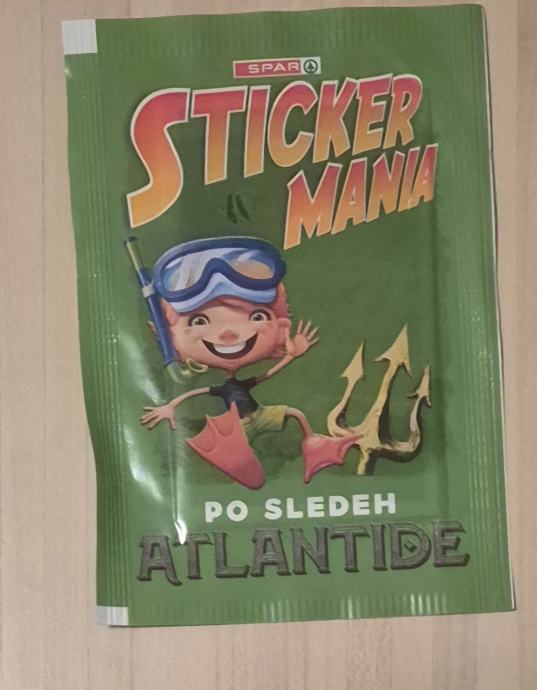 SPAR
STICKER
MANIA
PO SLEDEH
ATLANTIDE